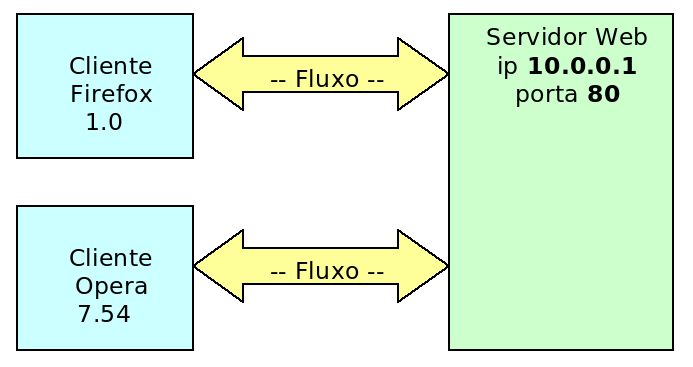 Cliente
Firefox
1.0
-- Fluxo --
Servidor Web
ip 10.0.0.1
porta 80
Cliente
Opera
7.54
-- Fluxo --